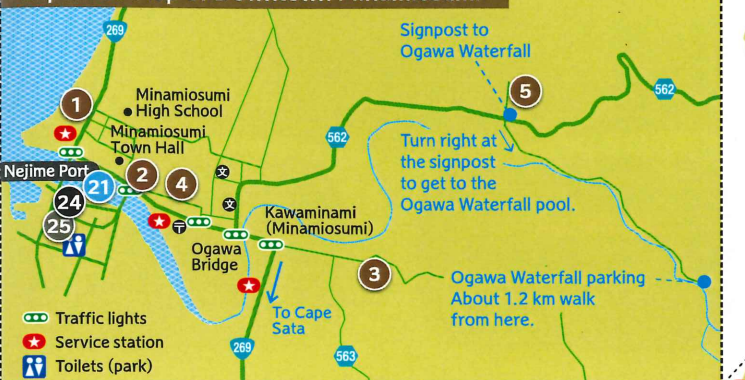 269
Signpost to
Ogawa Waterfall
1
Minamiosumi
High School
5
562
Minamiosumi
Town Hall
562
Turn right at
the signpost
to get to the
Ogawa Waterfall pool.
Nejime Port
21
2
4
文
24
文
25
〒
Kawaminami
(Minamiosumi)
Ogawa
Bridge
3
Ogawa Waterfall parking
About 1.2 km walk
from here.
To Cape
Sata
Traffic lights
Service station
Toilets (park)
269
563